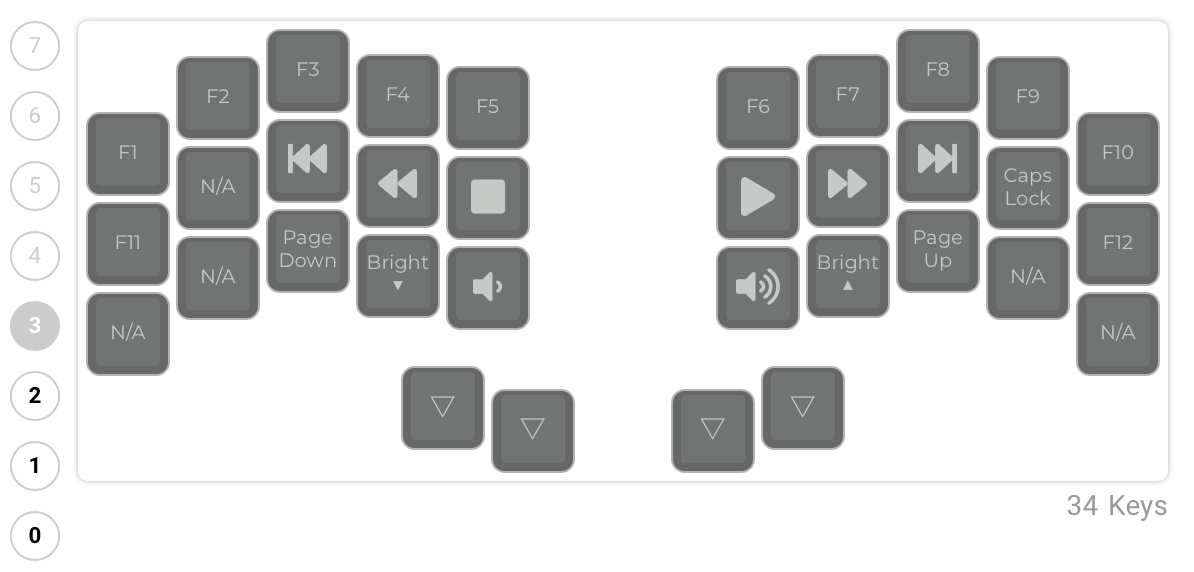 7
6
5
4
3
2
1
0
F1
F2
F3
F4
F5
F6
F7
F8
F9
F10
F11
N/A
Caps
Lock
F12
N/A
N/A
Page
Down
Bright
▼
Bright
▲
Page
Up
N/A
N/A
34 Keys